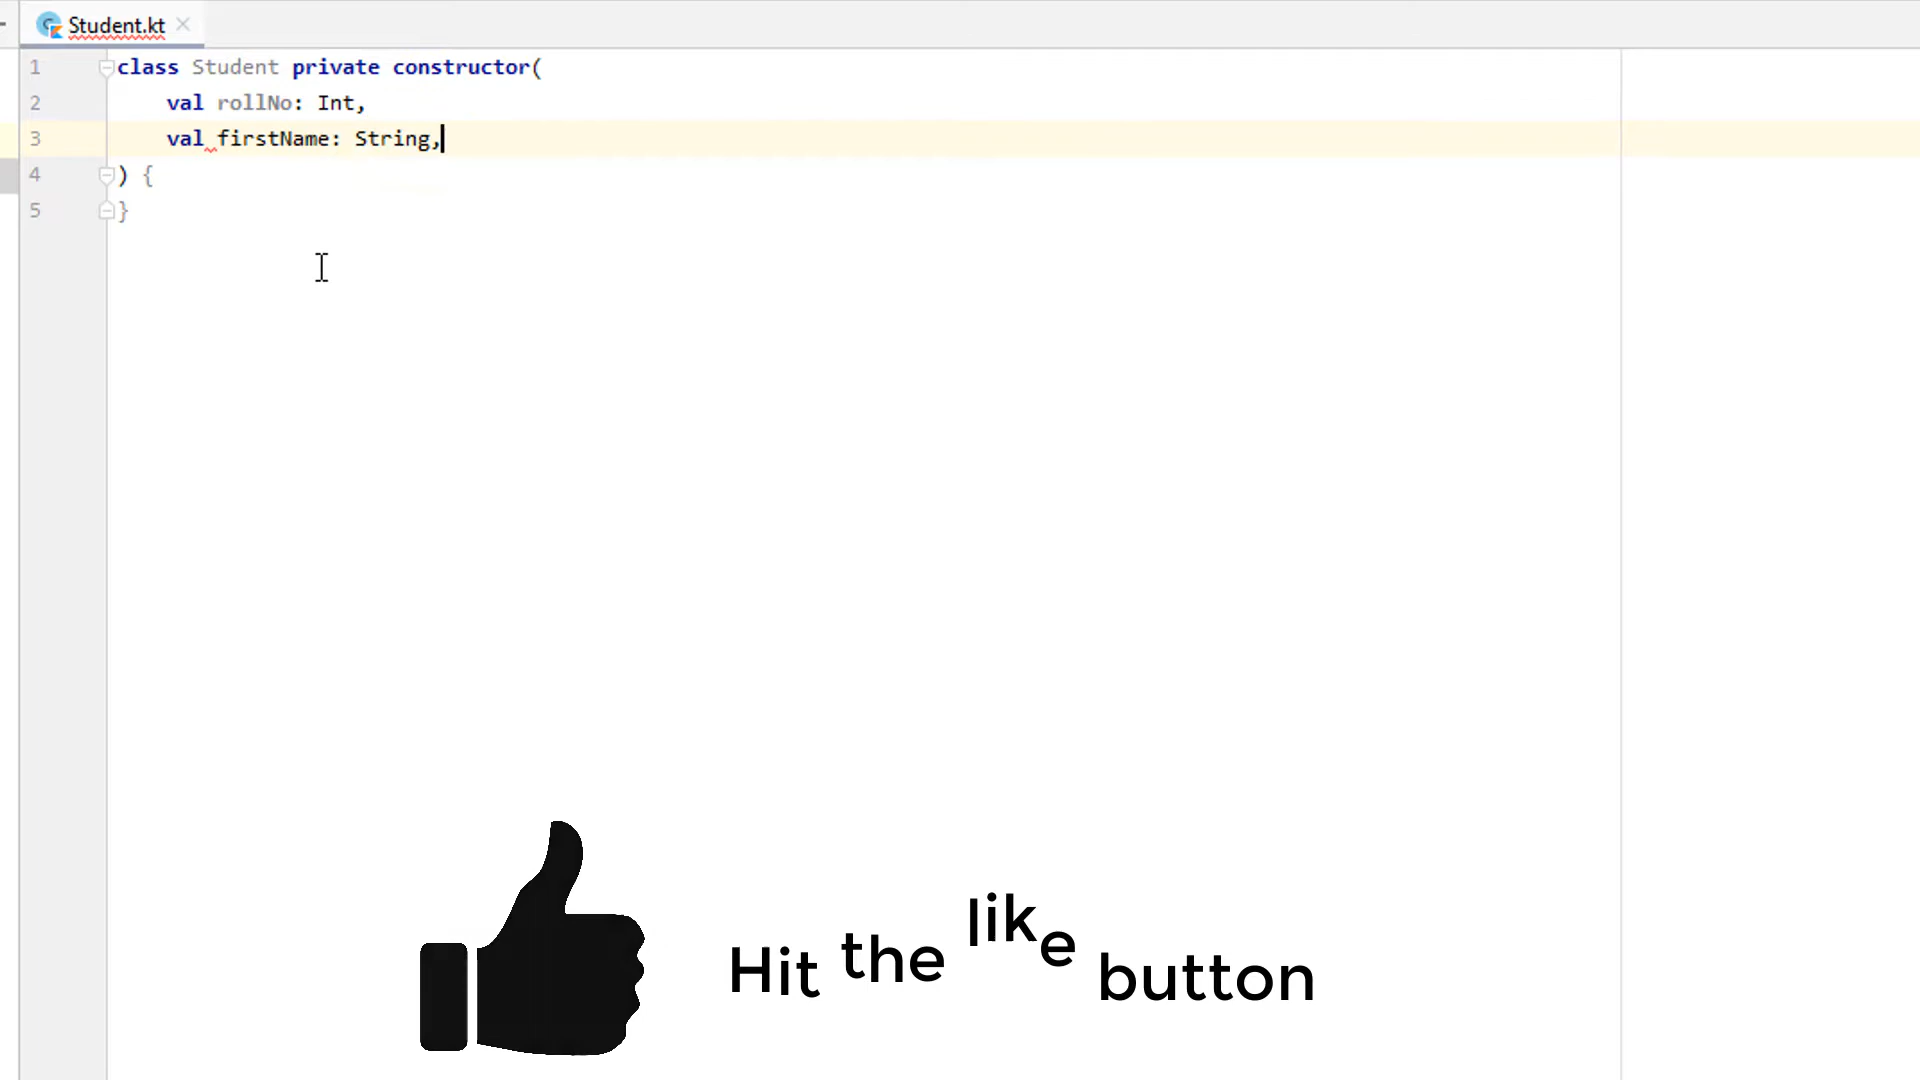 Student.kt
1 class Student private constructor(
2 val rollNo: Int,
3 val firstName: String,
4 ) {
5 }
Hit the like button